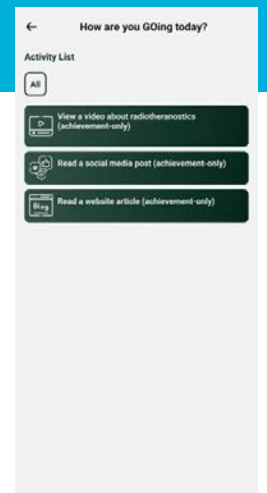 How are you GOing today?
Activity List
All
View a video about radiotheranostics
(achievement-only)
Read a social media post (achievement-only)
Blog
Read a website article (achievement-only)